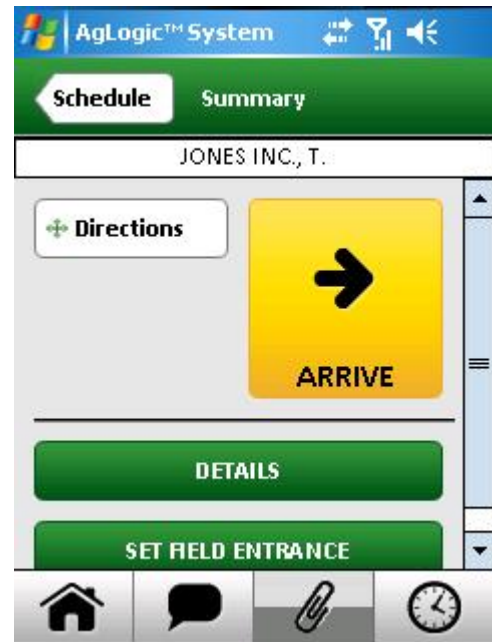 AgLogic™ System
Schedule Summary
JONES INC., T.
Directions
ARRIVE
DETAILS
SET FIELD ENTRANCE